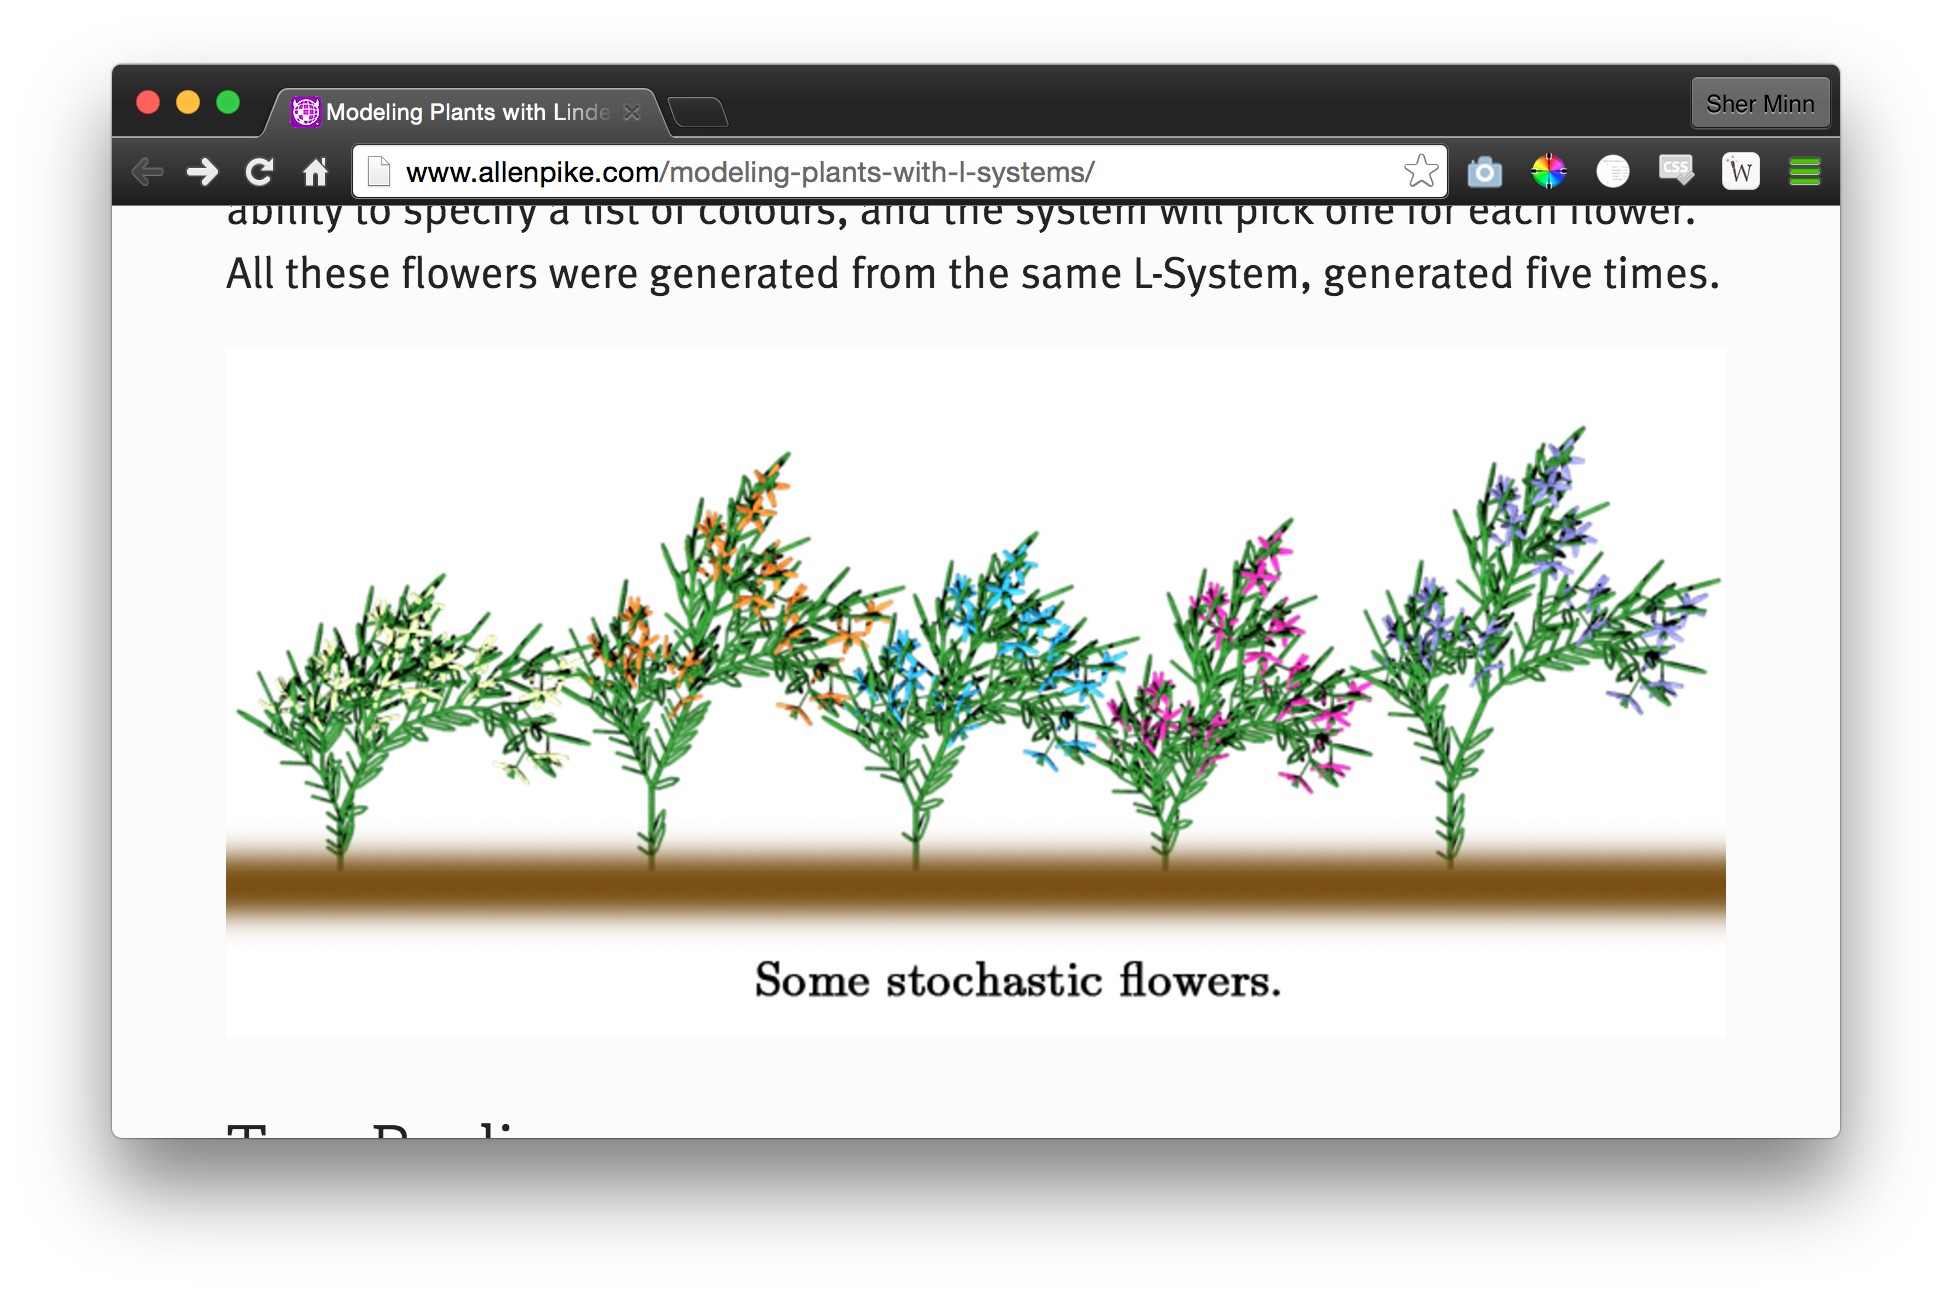 Modeling Plants with Linde
Sher Minn
www.allenpike.com/modeling-plants-with-l-systems/
CSS
W
ability to specify a list of colours, and the system will pick one for each flower.
All these flowers were generated from the same L-System, generated five times.
Some stochastic flowers.